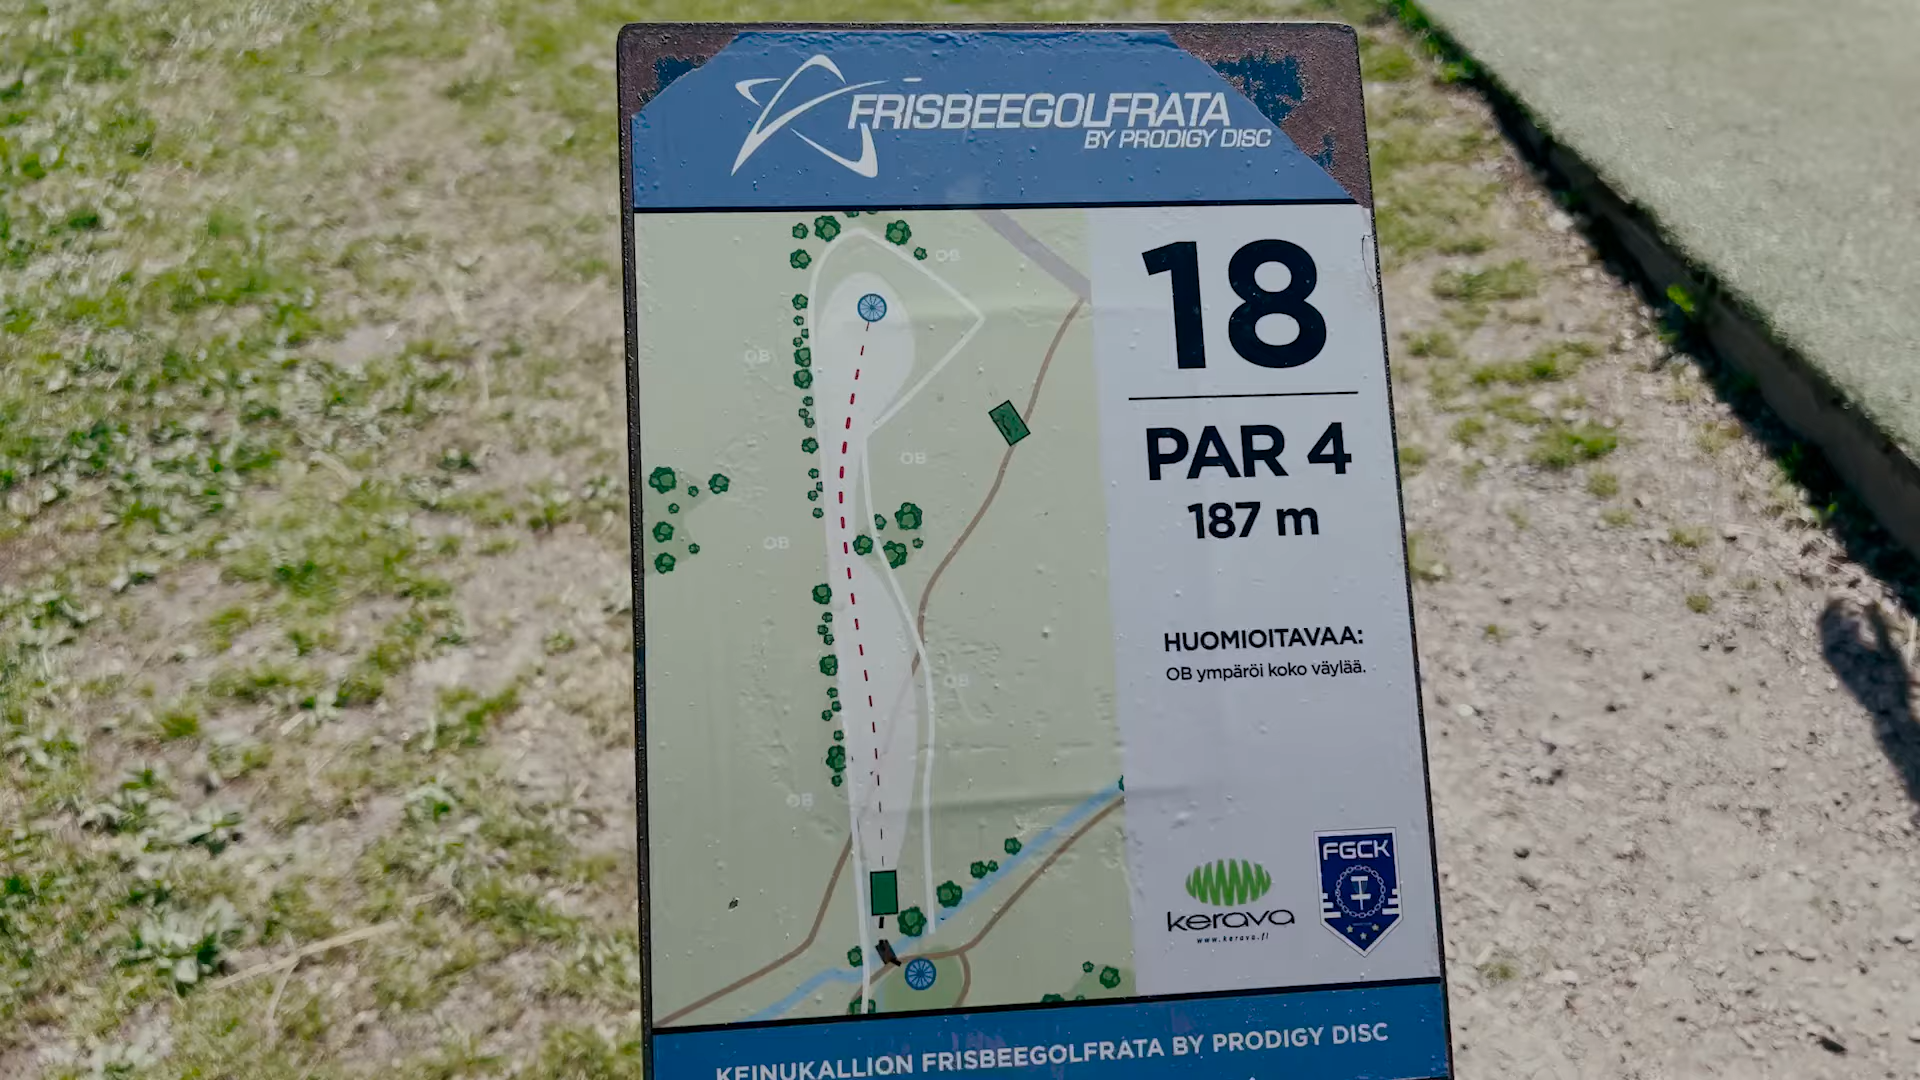 FRISBEEGOLFRATA
BY PRODIGY DISC
OB
OB
OB
OB
OB
OB
18
PAR 4
187 m
HUOMIOITAVAA:
OB ympäröi koko väylää.
kerava
www.kerava.fi
FGCK
KEINUKALLION FRISBEEGOLFRATA BY PRODIGY DISC